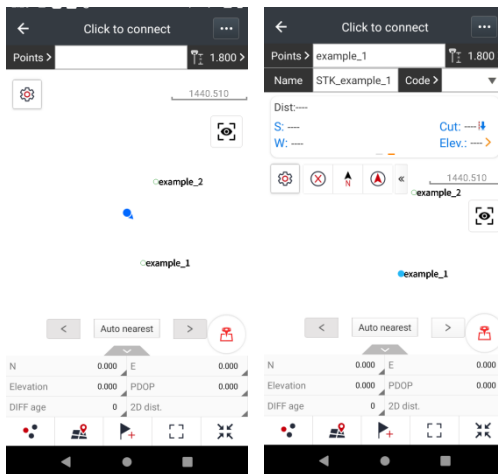 Click to connect
Points >
1.800 >
1440.510
example_2
example_1
< Auto nearest >
N 0.000 E 0.000
Elevation 0.000 PDOP 0.000
DIFF age 0 2D dist.
Click to connect
Points > example_1
1.800
Name STK_example_1 Code >
Dist:----
S: ---- Cut: ----
W: ---- Elev.: ---- >
N
«
1440.510
example_2
example_1
< Auto nearest >
N 0.000 E 0.000
Elevation 0.000 PDOP 0.000
DIFF age 0 2D dist.